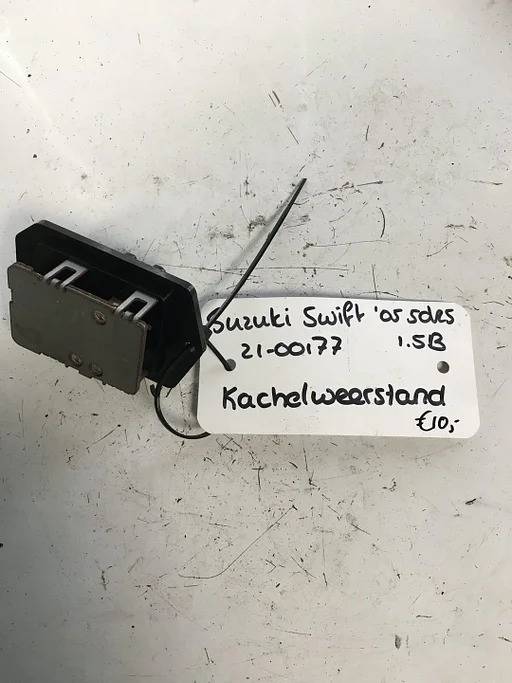 Suzuki Swift '05 5drs
21-00177 1.5B
Kachelweerstand
€10,-